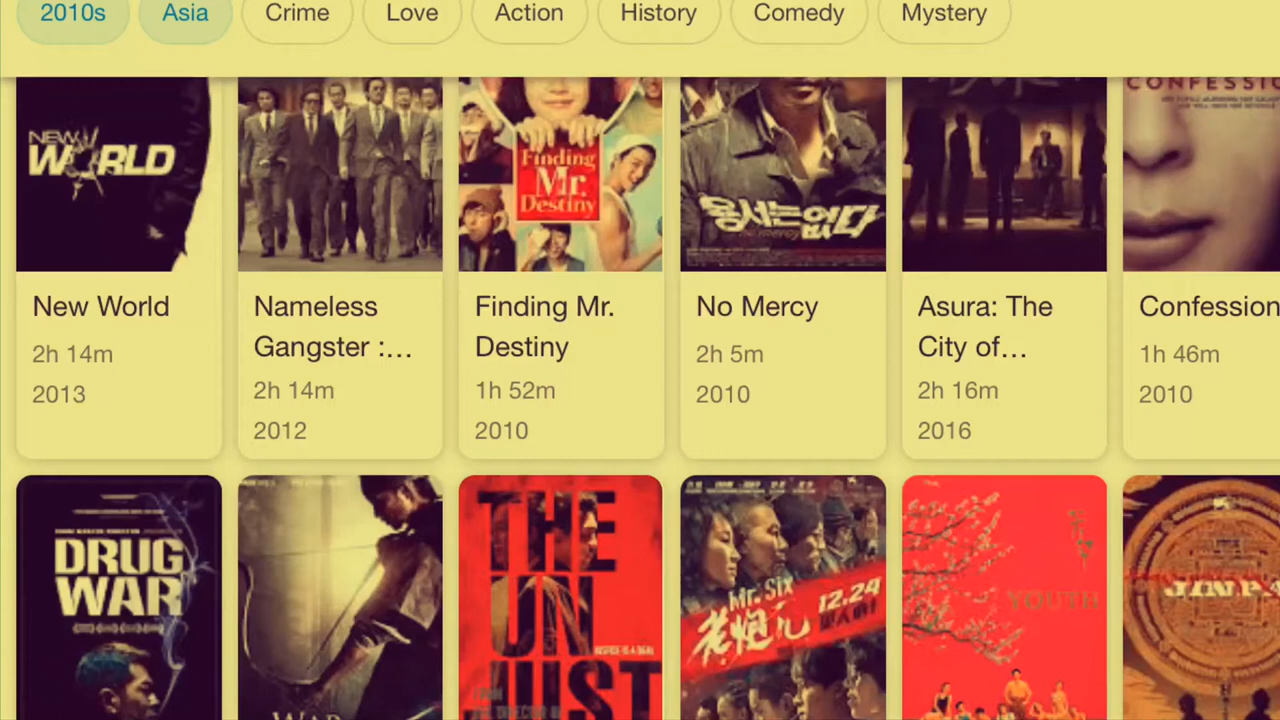 2010s Asia Crime Love Action History Comedy Mystery
NEW
WORLD
Finding
Mr.
Destiny
용서는 없다
CONFESSI
New World
2h 14m
2013
Nameless
Gangster :...
2h 14m
2012
Finding Mr.
Destiny
1h 52m
2010
No Mercy
2h 5m
2010
Asura: The
City of...
2h 16m
2016
Confession
1h 46m
2010
DRUG
WAR
WAR
THE
UN
JUST
Mr. Six
老炮儿
12.24
YOUTH